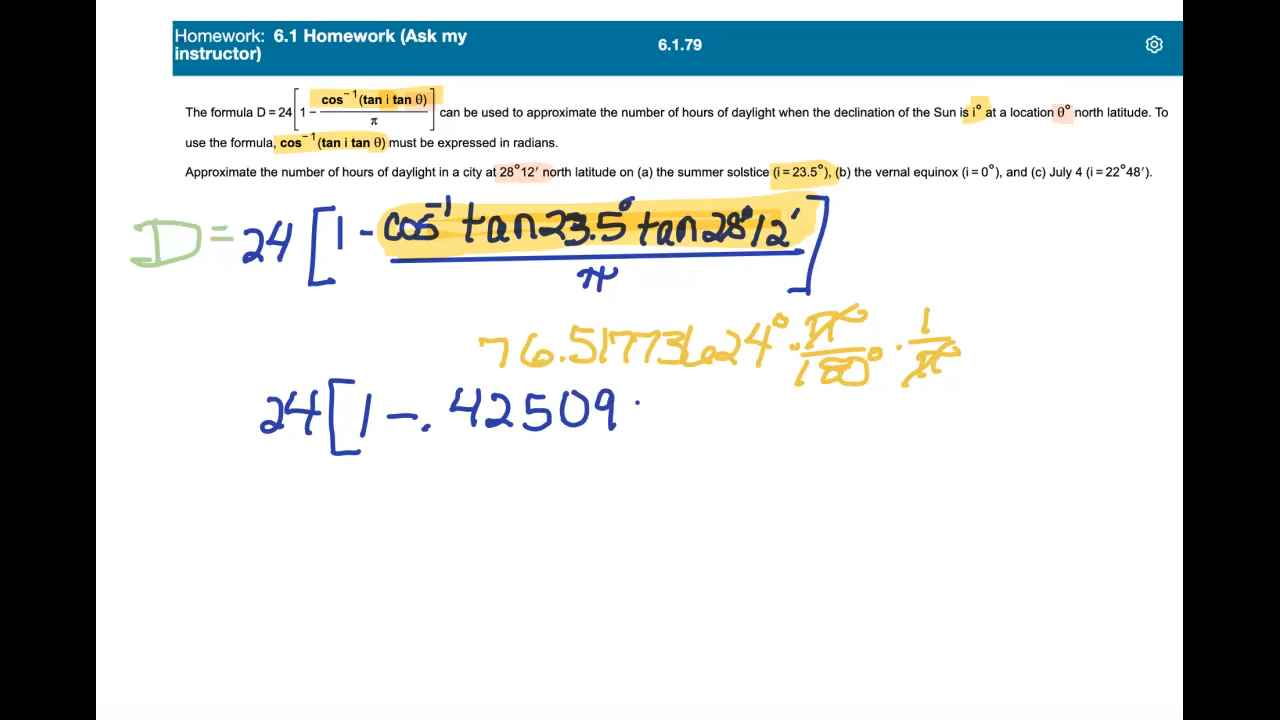 Homework: 6.1 Homework (Ask my instructor)
6.1.79
The formula D = 24[1 − cos⁻¹(tan i tan θ)/π] can be used to approximate the number of hours of daylight when the declination of the Sun is i° at a location θ° north latitude. To
use the formula, cos⁻¹(tan i tan θ) must be expressed in radians.
Approximate the number of hours of daylight in a city at 28°12′ north latitude on (a) the summer solstice (i = 23.5°), (b) the vernal equinox (i = 0°), and (c) July 4 (i = 22°48′).
D = 24[1 − cos⁻¹ tan 23.5° tan 28°12′/π]
76.51773624° · π/180° · 1/π
24[1 − .42509